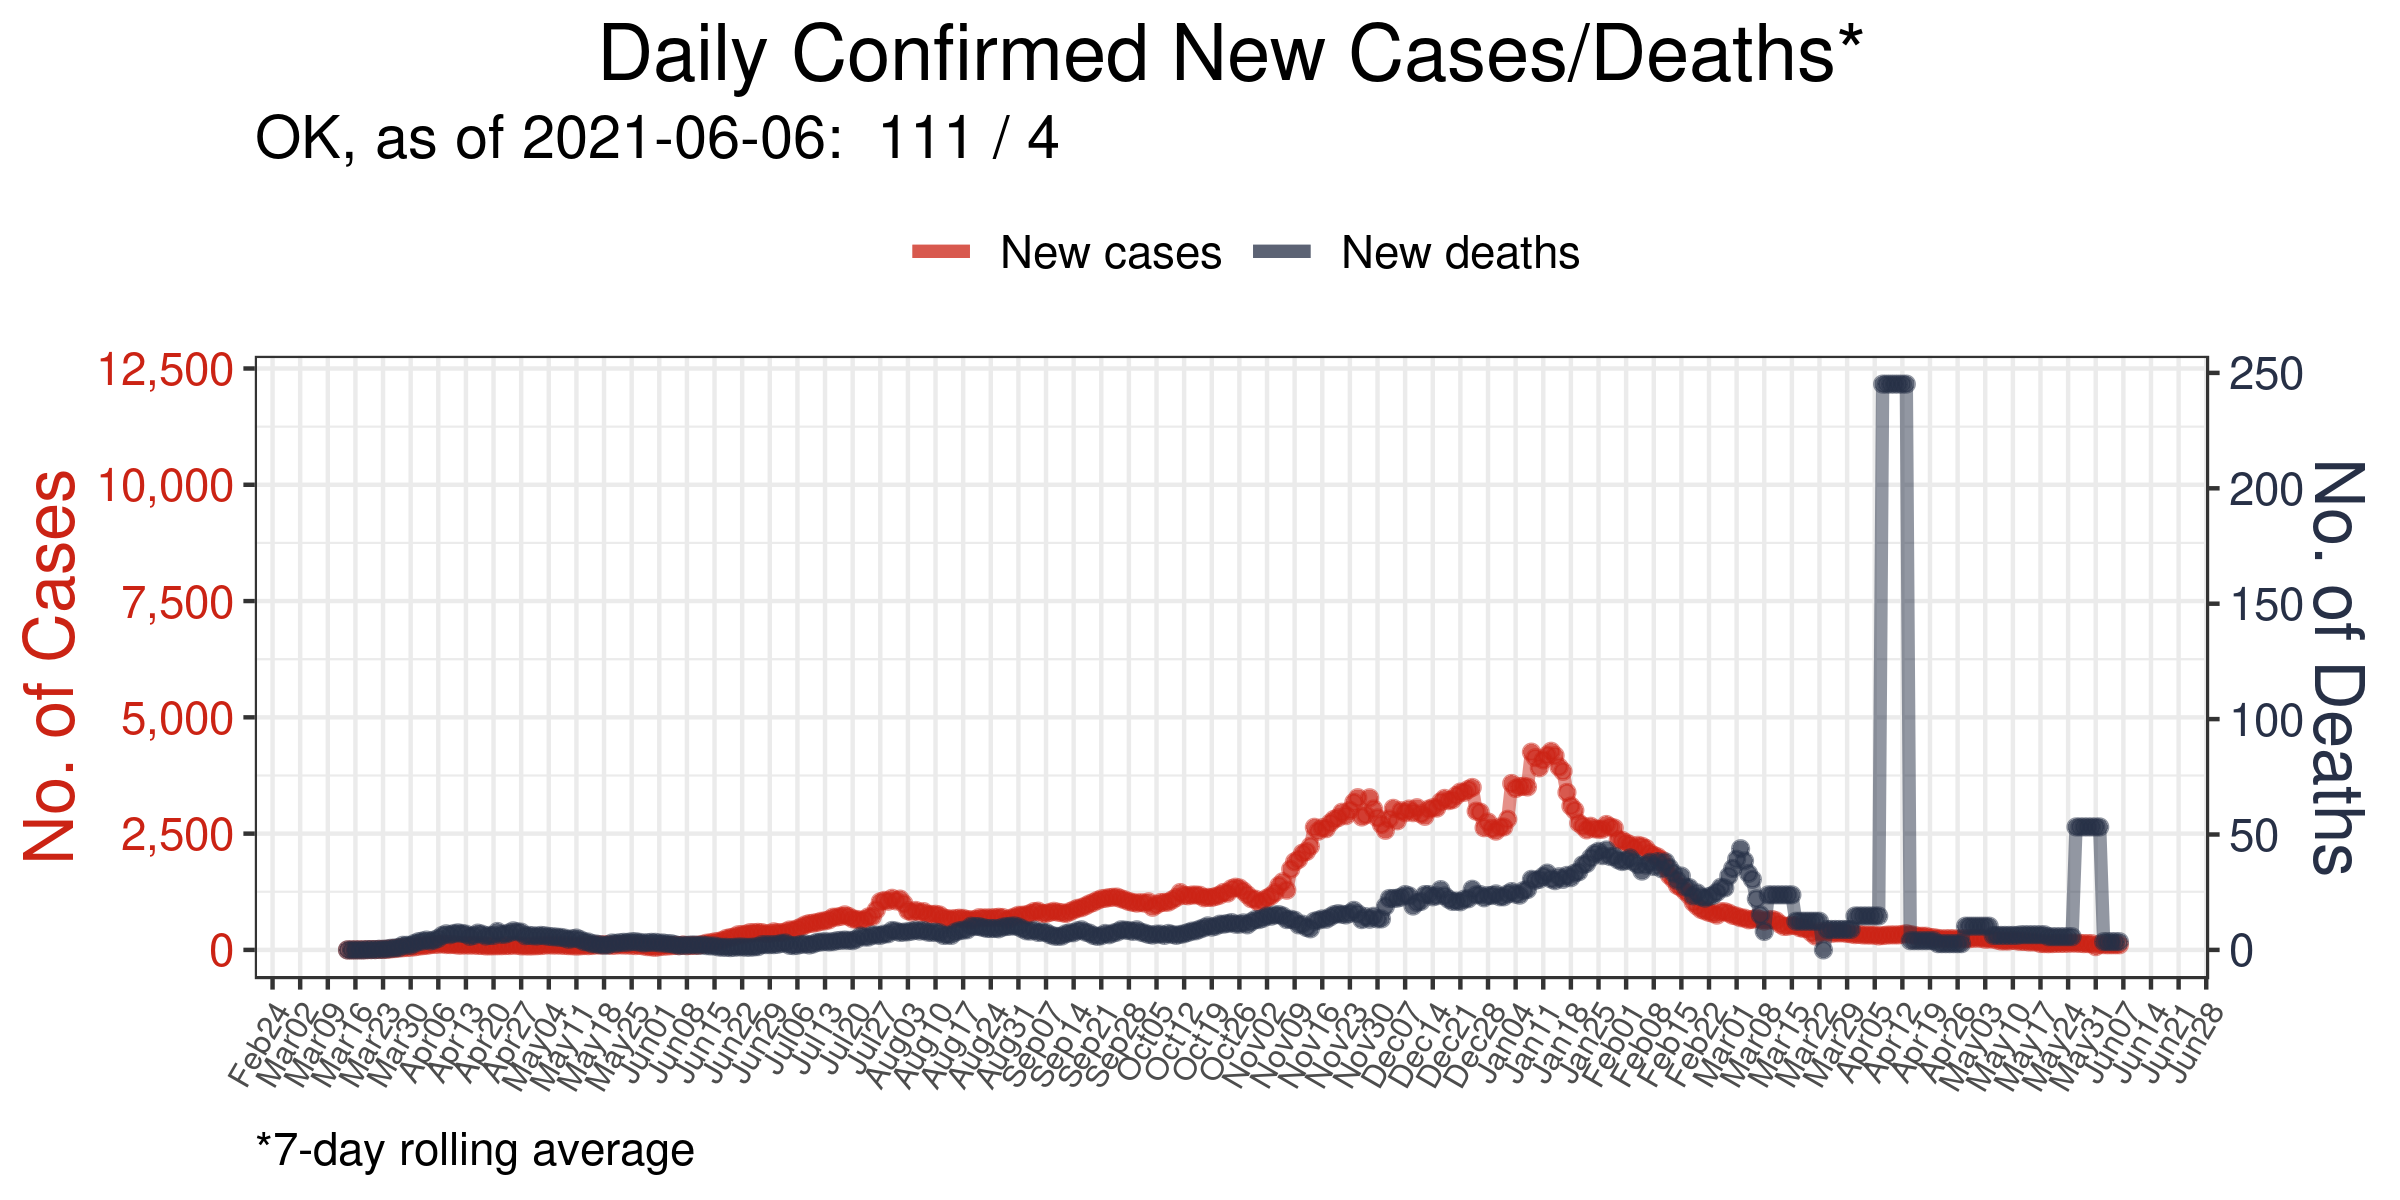 Daily Confirmed New Cases/Deaths*
OK, as of 2021-06-06:  111 / 4
New cases
New deaths
No. of Cases
12,500
10,000
7,500
5,000
2,500
0
250
200
150
100
50
0
No. of Deaths
Feb24
Mar02
Mar09
Mar16
Mar23
Mar30
Apr06
Apr13
Apr20
Apr27
May04
May11
May18
May25
Jun01
Jun08
Jun15
Jun22
Jun29
Jul06
Jul13
Jul20
Jul27
Aug03
Aug10
Aug17
Aug24
Aug31
Sep07
Sep14
Sep21
Sep28
Oct05
Oct12
Oct19
Oct26
Nov02
Nov09
Nov16
Nov23
Nov30
Dec07
Dec14
Dec21
Dec28
Jan04
Jan11
Jan18
Jan25
Feb01
Feb08
Feb15
Feb22
Mar01
Mar08
Mar15
Mar22
Mar29
Apr05
Apr12
Apr19
Apr26
May03
May10
May17
May24
May31
Jun07
Jun14
Jun21
Jun28
*7-day rolling average